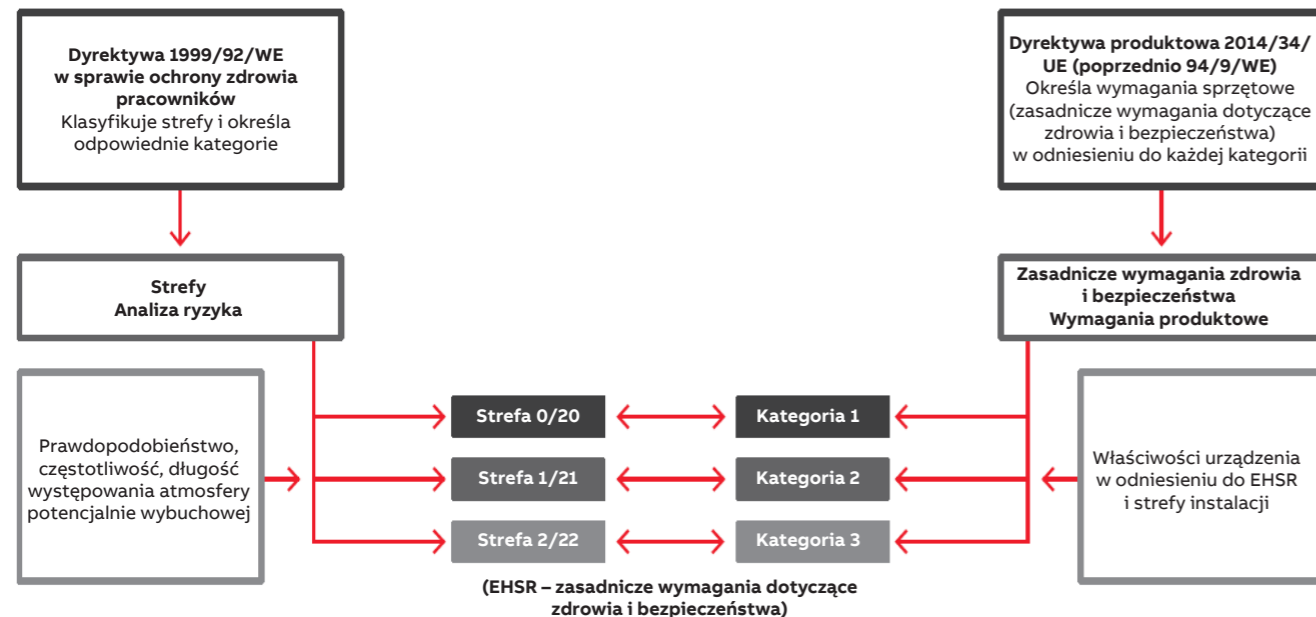 Dyrektywa 1999/92/WE
w sprawie ochrony zdrowia
pracowników
Klasyfikuje strefy i określa
odpowiednie kategorie
Dyrektywa produktowa 2014/34/
UE (poprzednio 94/9/WE)
Określa wymagania sprzętowe
(zasadnicze wymagania dotyczące
zdrowia i bezpieczeństwa)
w odniesieniu do każdej kategorii
Strefy
Analiza ryzyka
Zasadnicze wymagania zdrowia
i bezpieczeństwa
Wymagania produktowe
Prawdopodobieństwo,
częstotliwość, długość
występowania atmosfery
potencjalnie wybuchowej
Strefa 0/20
Kategoria 1
Strefa 1/21
Kategoria 2
Strefa 2/22
Kategoria 3
Właściwości urządzenia
w odniesieniu do EHSR
i strefy instalacji
(EHSR – zasadnicze wymagania dotyczące
zdrowia i bezpieczeństwa)